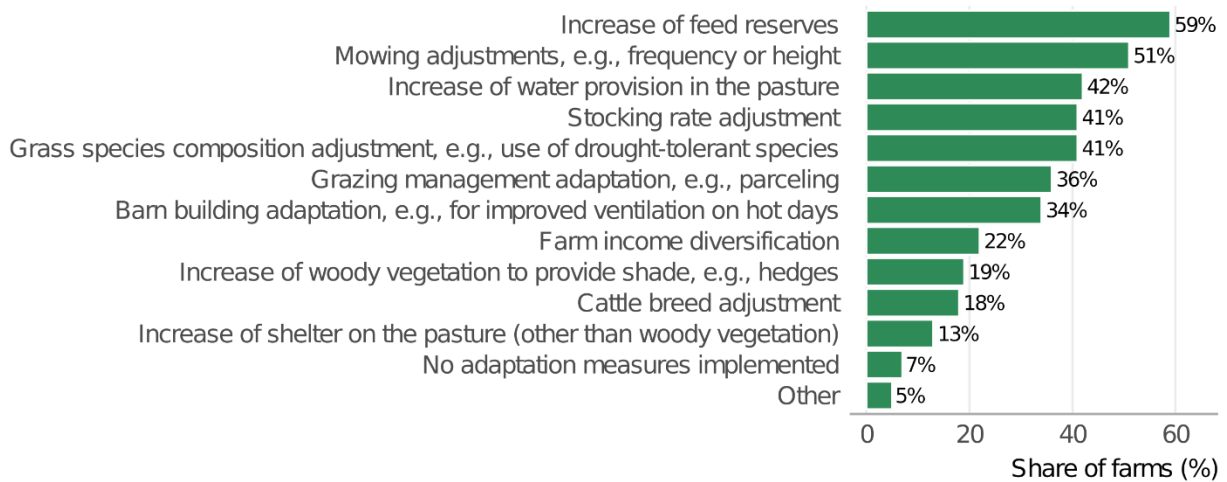 Increase of feed reserves 59%
Mowing adjustments, e.g., frequency or height 51%
Increase of water provision in the pasture 42%
Stocking rate adjustment 41%
Grass species composition adjustment, e.g., use of drought-tolerant species 41%
Grazing management adaptation, e.g., parceling 36%
Barn building adaptation, e.g., for improved ventilation on hot days 34%
Farm income diversification 22%
Increase of woody vegetation to provide shade, e.g., hedges 19%
Cattle breed adjustment 18%
Increase of shelter on the pasture (other than woody vegetation) 13%
No adaptation measures implemented 7%
Other 5%
0 20 40 60
Share of farms (%)